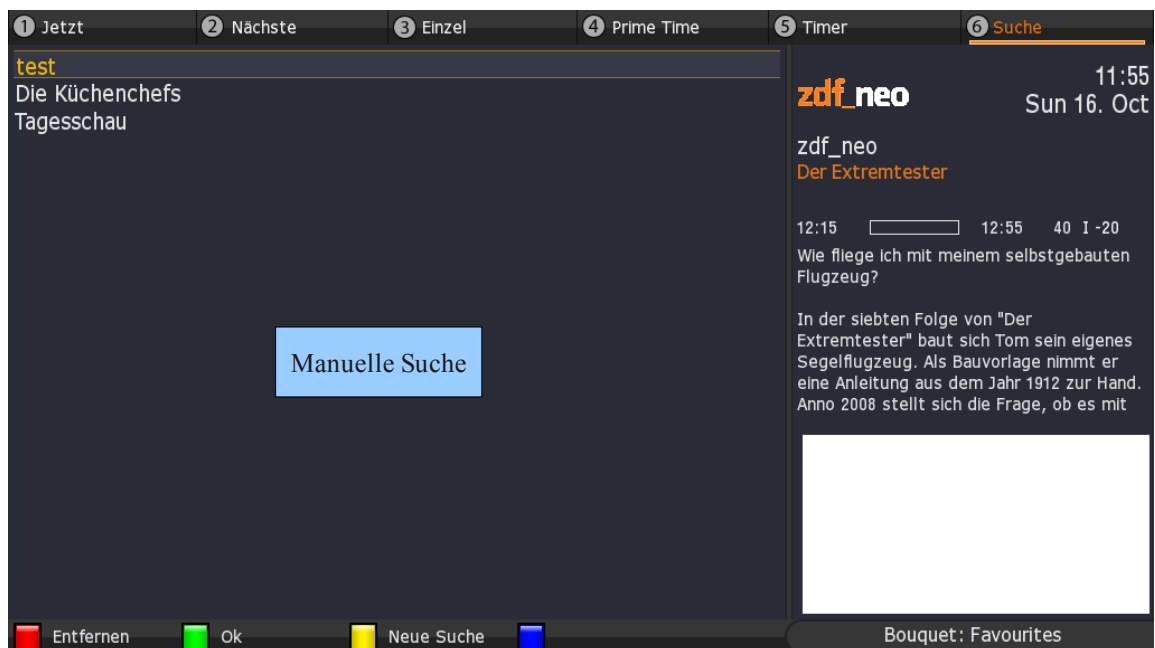 1 Jetzt 2 Nächste 3 Einzel 4 Prime Time 5 Timer 6 Suche
test
Die Küchenchefs
Tagesschau
Manuelle Suche
zdf_neo
11:55
Sun 16. Oct
zdf_neo
Der Extremtester
12:15 12:55 40 I -20
Wie fliege ich mit meinem selbstgebauten
Flugzeug?
In der siebten Folge von "Der
Extremtester" baut sich Tom sein eigenes
Segelflugzeug. Als Bauvorlage nimmt er
eine Anleitung aus dem Jahr 1912 zur Hand.
Anno 2008 stellt sich die Frage, ob es mit
Entfernen Ok Neue Suche
Bouquet: Favourites